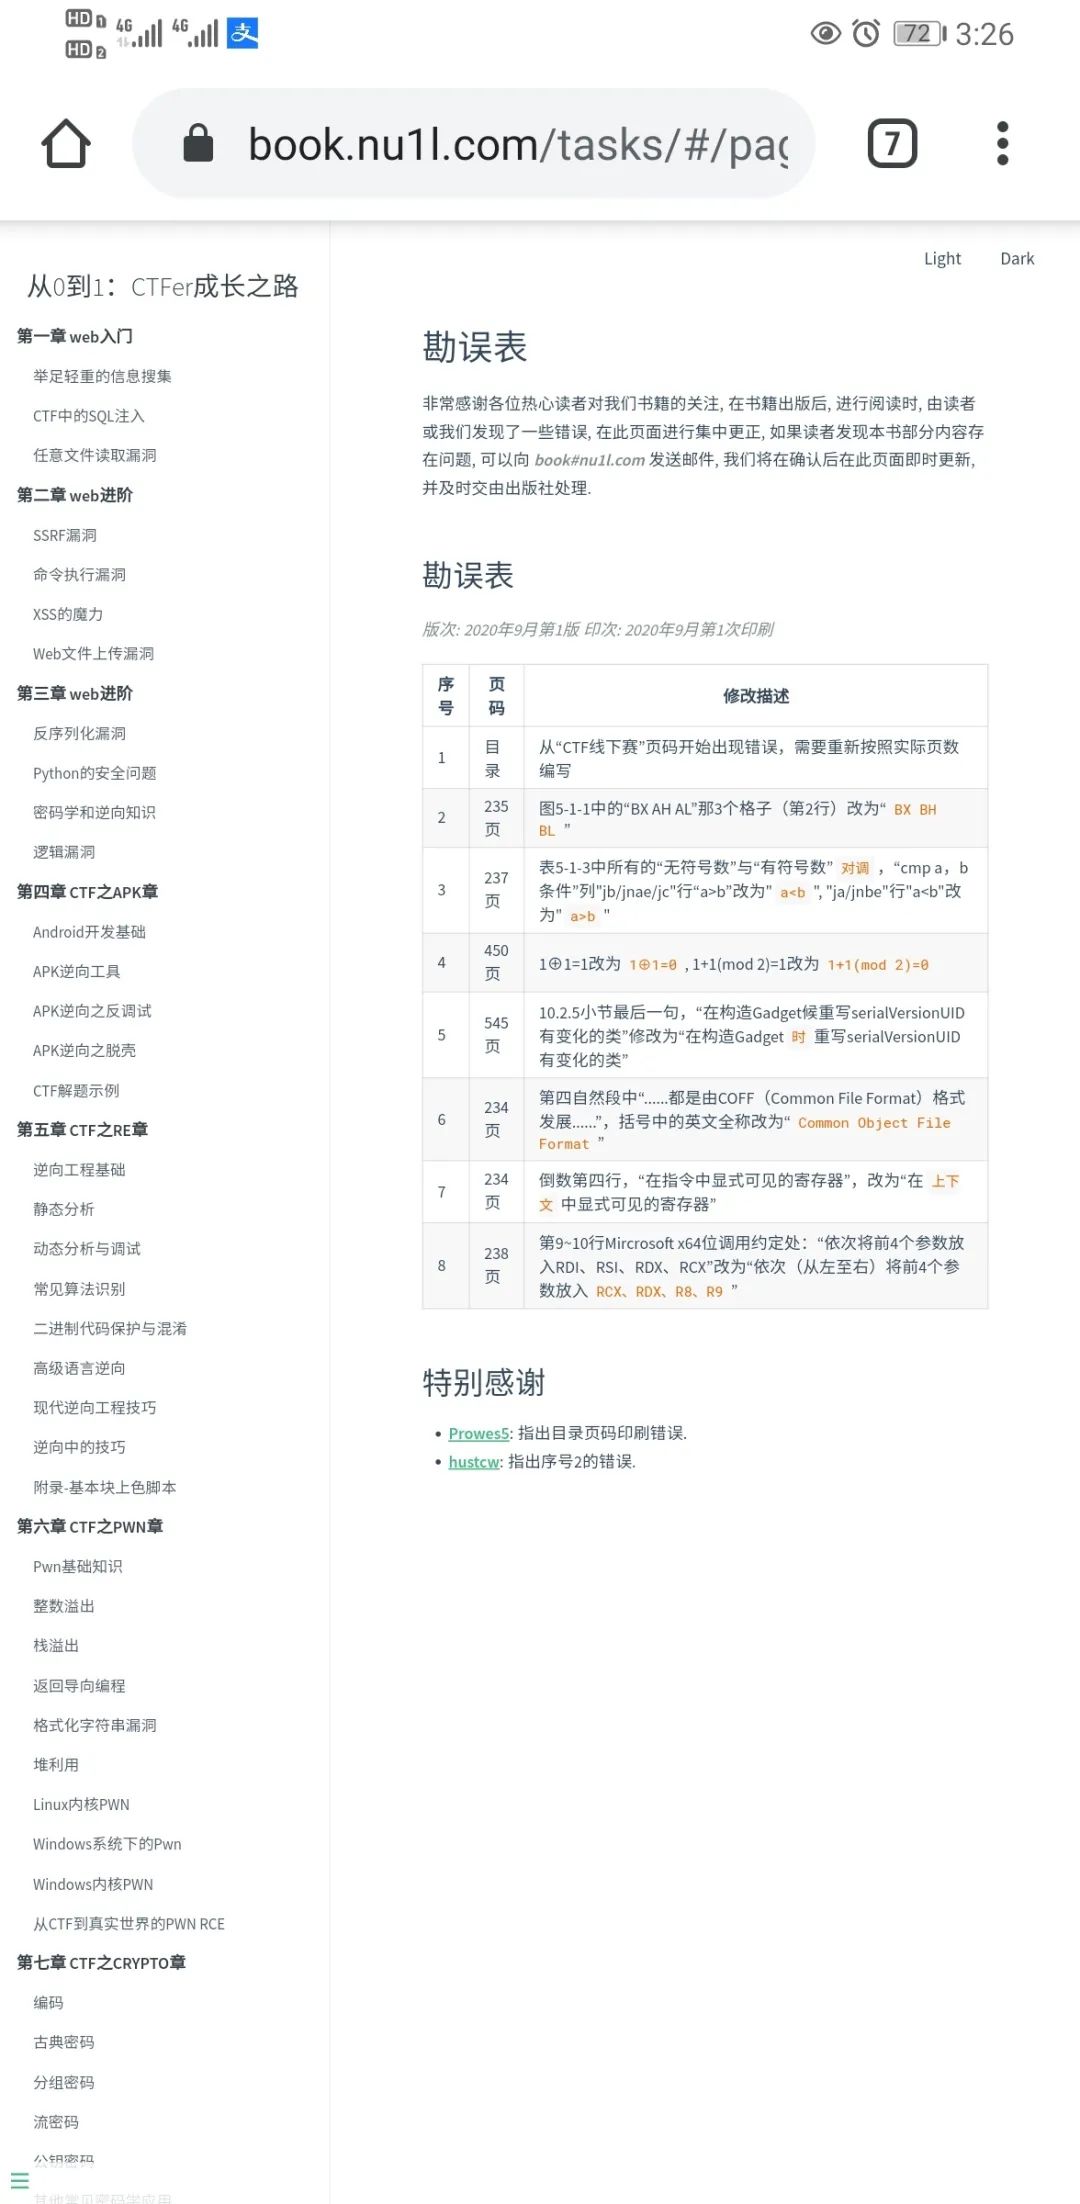 HD 1 4G 4G 支 72 3:26
HD 2
book.nu1l.com/tasks/#/pag
7
Light Dark
从0到1：CTFer成长之路
第一章 web入门
举足轻重的信息搜集
CTF中的SQL注入
任意文件读取漏洞
第二章 web进阶
SSRF漏洞
命令执行漏洞
XSS的魔力
Web文件上传漏洞
第三章 web进阶
反序列化漏洞
Python的安全问题
密码学和逆向知识
逻辑漏洞
第四章 CTF之APK章
Android开发基础
APK逆向工具
APK逆向之反调试
APK逆向之脱壳
CTF解题示例
第五章 CTF之RE章
逆向工程基础
静态分析
动态分析与调试
常见算法识别
二进制代码保护与混淆
高级语言逆向
现代逆向工程技巧
逆向中的技巧
附录-基本块上色脚本
第六章 CTF之PWN章
Pwn基础知识
整数溢出
栈溢出
返回导向编程
格式化字符串漏洞
堆利用
Linux内核PWN
Windows系统下的Pwn
Windows内核PWN
从CTF到真实世界的PWN RCE
第七章 CTF之CRYPTO章
编码
古典密码
分组密码
流密码
公钥密码
其他常见密码学应用
勘误表
非常感谢各位热心读者对我们书籍的关注, 在书籍出版后, 进行阅读时, 由读者
或我们发现了一些错误, 在此页面进行集中更正, 如果读者发现本书部分内容存
在问题, 可以向 book#nu1l.com 发送邮件, 我们将在确认后在此页面即时更新,
并及时交由出版社处理.
勘误表
版次: 2020年9月第1版 印次: 2020年9月第1次印刷
序号 页码 修改描述
1 目录 从“CTF线下赛”页码开始出现错误，需要重新按照实际页数
编写
2 235页 图5-1-1中的“BX AH AL”那3个格子（第2行）改为“ BX BH
BL ”
3 237页 表5-1-3中所有的“无符号数”与“有符号数” 对调 ，“cmp a，b
条件”列"jb/jnae/jc"行“a>b”改为" a<b ", "ja/jnbe"行"a<b"改
为" a>b "
4 450页 1⊕1=1改为 1⊕1=0 , 1+1(mod 2)=1改为 1+1(mod 2)=0
5 545页 10.2.5小节最后一句，“在构造Gadget候重写serialVersionUID
有变化的类”修改为“在构造Gadget 时 重写serialVersionUID
有变化的类”
6 234页 第四自然段中“......都是由COFF（Common File Format）格式
发展......”，括号中的英文全称改为“ Common Object File
Format ”
7 234页 倒数第四行，“在指令中显式可见的寄存器”，改为“在 上下
文 中显式可见的寄存器”
8 238页 第9~10行Mircrosoft x64位调用约定处：“依次将前4个参数放
入RDI、RSI、RDX、RCX”改为“依次（从左至右）将前4个参
数放入 RCX、RDX、R8、R9 ”
特别感谢
• Prowes5: 指出目录页码印刷错误.
• hustcw: 指出序号2的错误.